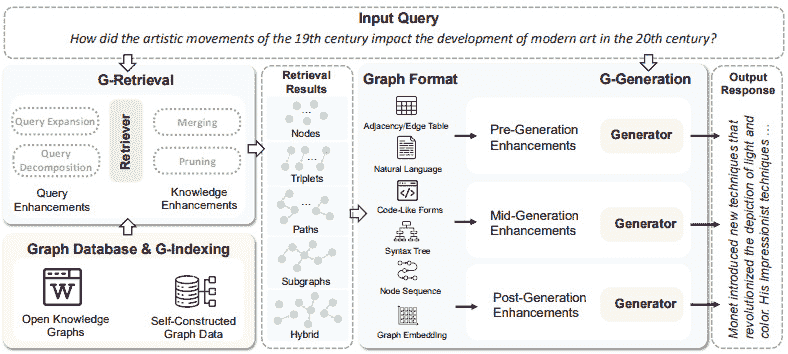 Input Query
How did the artistic movements of the 19th century impact the development of modern art in the 20th century?
G-Retrieval
Query Expansion
Query
Decomposition
Query
Enhancements
Retriever
Merging
Pruning
Knowledge
Enhancements
Graph Database & G-Indexing
W
Open Knowledge
Graphs
Self-Constructed
Graph Data
Retrieval
Results
...
Nodes
...
Triplets
...
Paths
Subgraphs
Hybrid
Graph Format
Adjacency/Edge Table
Natural Language
Code-Like Forms
Syntax Tree
Node Sequence
Graph Embedding
G-Generation
Pre-Generation
Enhancements
Generator
Mid-Generation
Enhancements
Generator
Post-Generation
Enhancements
Generator
Output
Response
Monet introduced new techniques that
revolutionized the depiction of light and
color. His Impressionist techniques ...